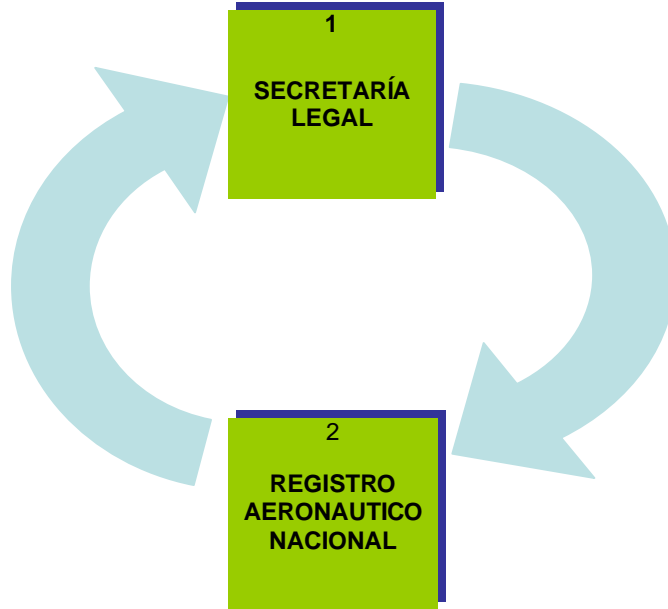 1
SECRETARÍA
LEGAL
2
REGISTRO
AERONAUTICO
NACIONAL